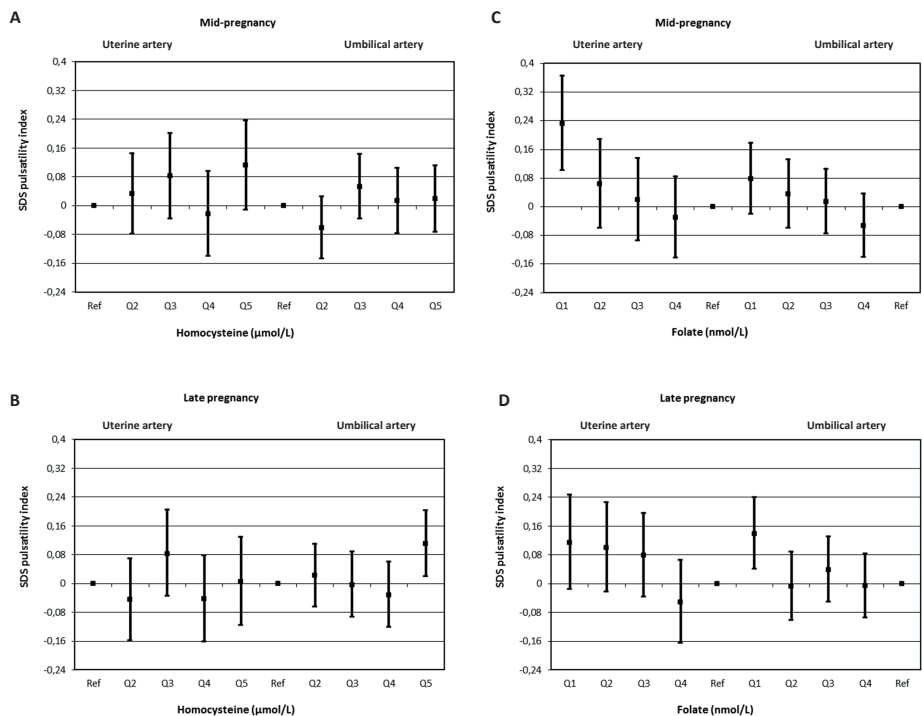 A
Mid-pregnancy
Uterine artery Umbilical artery
SDS pulsatility index
0,4
0,32
0,24
0,16
0,08
0
-0,08
-0,16
-0,24
Ref Q2 Q3 Q4 Q5 Ref Q2 Q3 Q4 Q5
Homocysteine (µmol/L)
C
Mid-pregnancy
Uterine artery Umbilical artery
SDS pulsatility index
0,4
0,32
0,24
0,16
0,08
0
-0,08
-0,16
-0,24
Q1 Q2 Q3 Q4 Ref Q1 Q2 Q3 Q4 Ref
Folate (nmol/L)
B
Late pregnancy
Uterine artery Umbilical artery
SDS pulsatility index
0,4
0,32
0,24
0,16
0,08
0
-0,08
-0,16
-0,24
Ref Q2 Q3 Q4 Q5 Ref Q2 Q3 Q4 Q5
Homocysteine (µmol/L)
D
Late pregnancy
Uterine artery Umbilical artery
SDS pulsatility index
0,4
0,32
0,24
0,16
0,08
0
-0,08
-0,16
-0,24
Q1 Q2 Q3 Q4 Ref Q1 Q2 Q3 Q4 Ref
Folate (nmol/L)